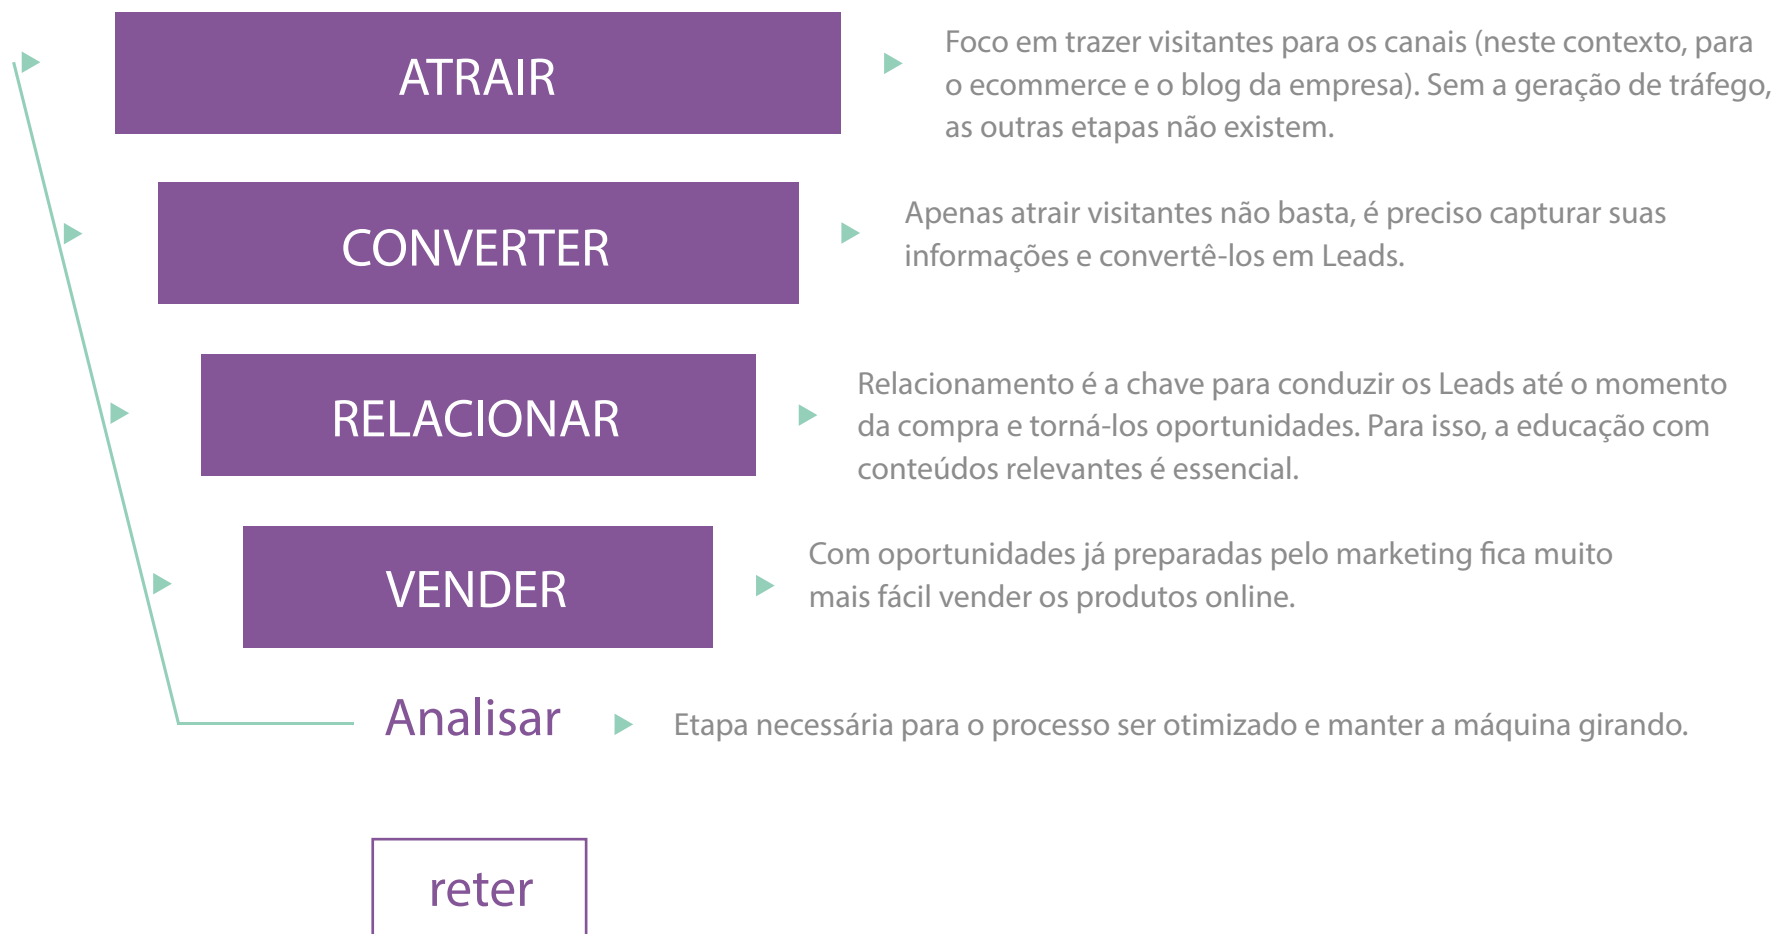 ATRAIR
Foco em trazer visitantes para os canais (neste contexto, para
o ecommerce e o blog da empresa). Sem a geração de tráfego,
as outras etapas não existem.
CONVERTER
Apenas atrair visitantes não basta, é preciso capturar suas
informações e convertê-los em Leads.
RELACIONAR
Relacionamento é a chave para conduzir os Leads até o momento
da compra e torná-los oportunidades. Para isso, a educação com
conteúdos relevantes é essencial.
VENDER
Com oportunidades já preparadas pelo marketing fica muito
mais fácil vender os produtos online.
Analisar
Etapa necessária para o processo ser otimizado e manter a máquina girando.
reter